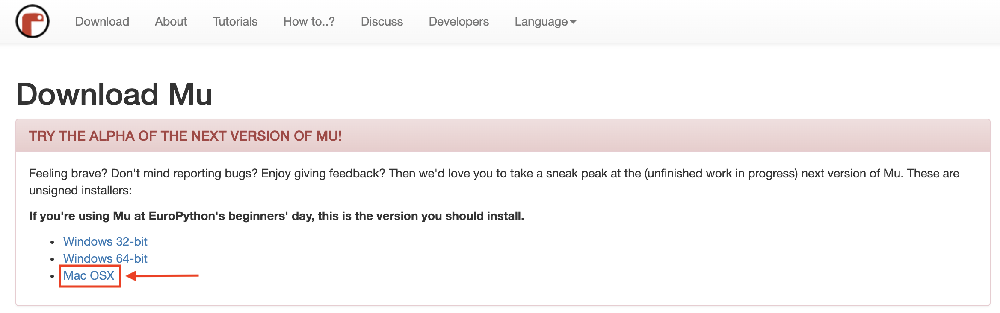 Download About Tutorials How to..? Discuss Developers Language
Download Mu
TRY THE ALPHA OF THE NEXT VERSION OF MU!
Feeling brave? Don't mind reporting bugs? Enjoy giving feedback? Then we'd love you to take a sneak peak at the (unfinished work in progress) next version of Mu. These are
unsigned installers:
If you're using Mu at EuroPython's beginners' day, this is the version you should install.
Windows 32-bit
Windows 64-bit
Mac OSX